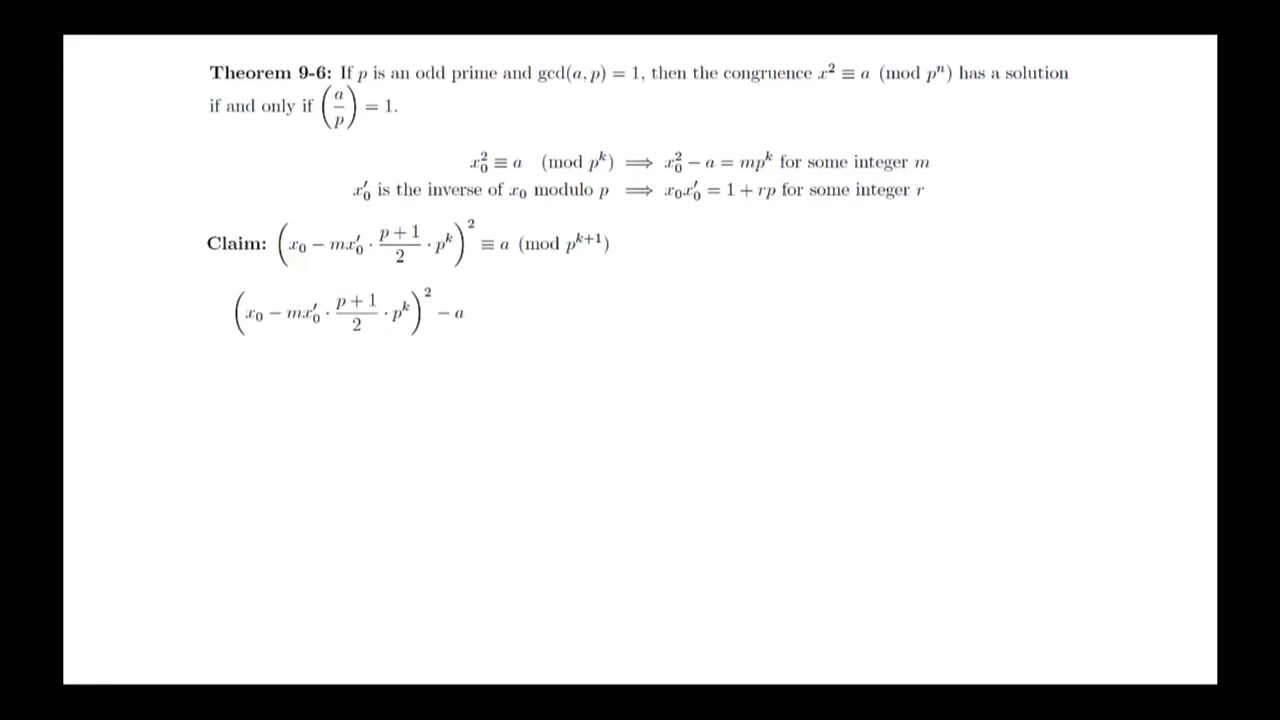 Theorem 9-6: If p is an odd prime and gcd(a, p) = 1, then the congruence x² ≡ a (mod pⁿ) has a solution
if and only if (a/p) = 1.
x₀² ≡ a (mod pᵏ) ⟹ x₀² − a = mpᵏ for some integer m
x₀′ is the inverse of x₀ modulo p ⟹ x₀x₀′ = 1 + rp for some integer r
Claim: (x₀ − mx₀′ · (p + 1)/2 · pᵏ)² ≡ a (mod pᵏ⁺¹)
(x₀ − mx₀′ · (p + 1)/2 · pᵏ)² − a